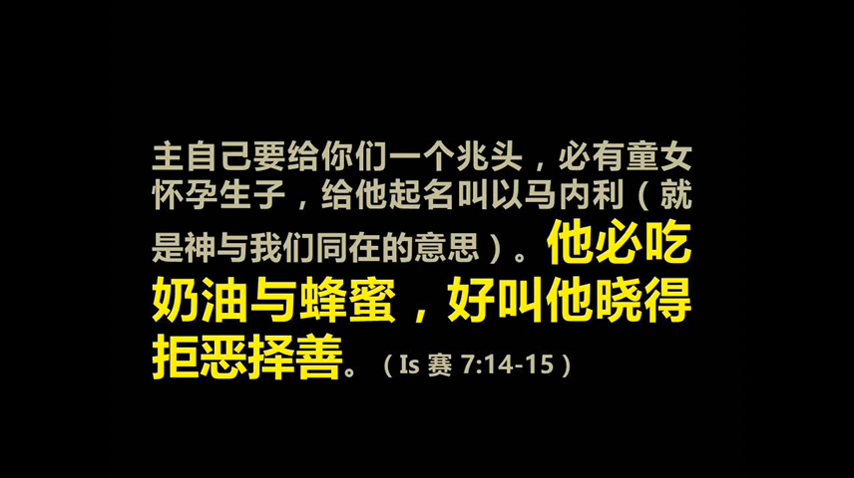 主自己要给你们一个兆头，必有童女
怀孕生子，给他起名叫以马内利（就
是神与我们同在的意思）。他必吃
奶油与蜂蜜，好叫他晓得
拒恶择善。（Is 赛 7:14-15）